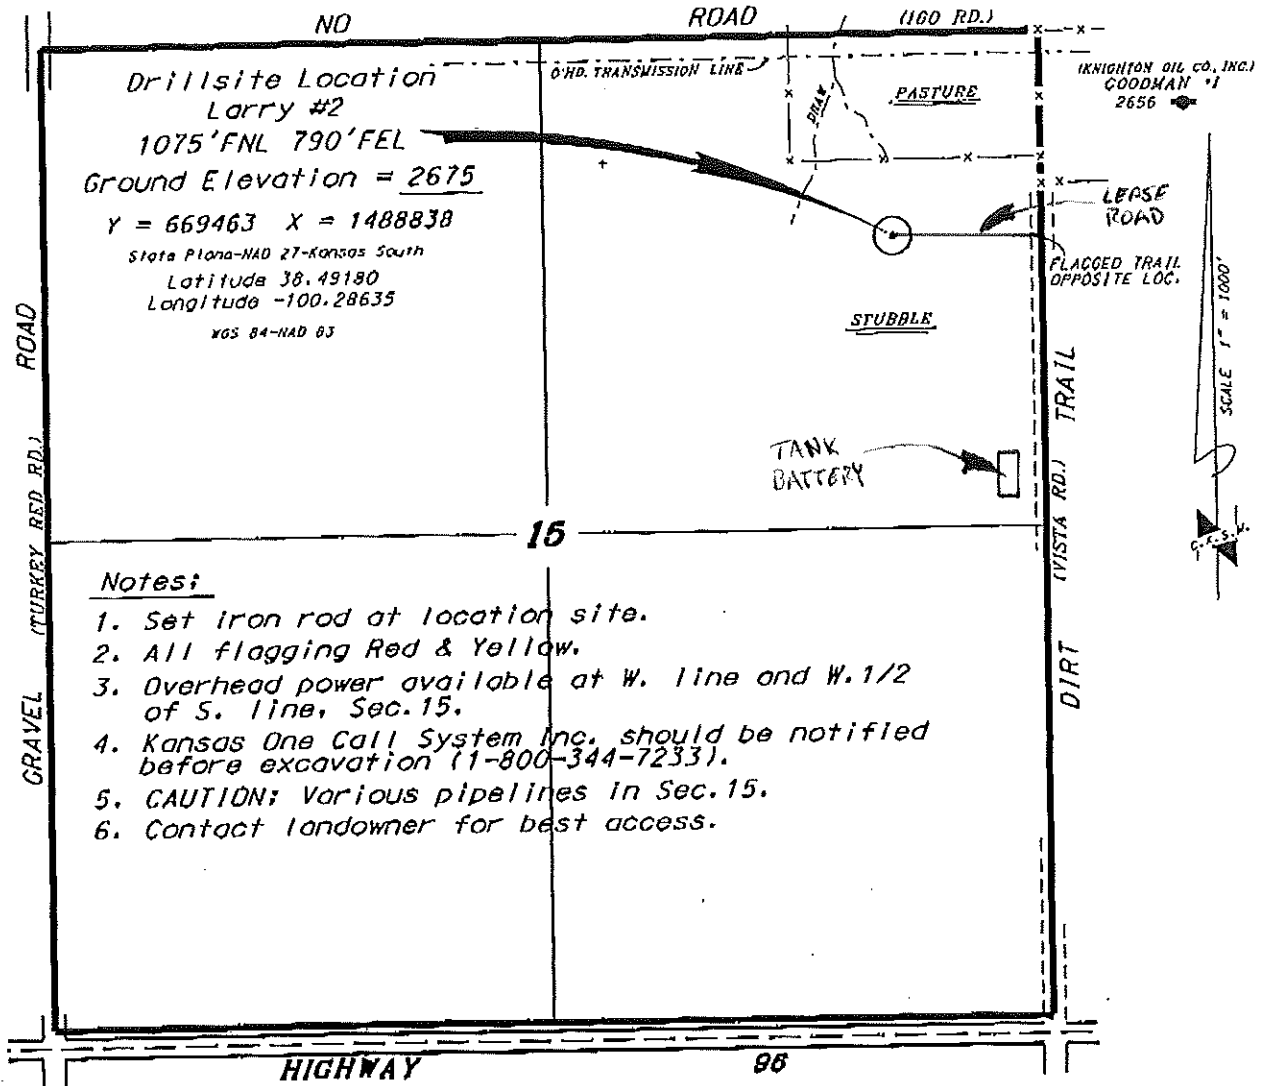 NO ROAD (160 RD.)
Drillsite Location
Larry #2
1075'FNL 790'FEL
Ground Elevation = 2675
Y = 669463 X = 1488838
State Plane-NAD 27-Kansas South
Latitude 38.49180
Longitude -100.28635
WGS 84-NAD 83
O'HD. TRANSMISSION LINE
DRAW
PASTURE
(KNIGHTON OIL CO., INC.)
GOODMAN #1
2656
LEASE
ROAD
FLAGGED TRAIL
OPPOSITE LOC.
STUBBLE
SCALE 1" = 1000'
TANK
BATTERY
GRAVEL (TURKEY RED RD.) ROAD
DIRT (VISTA RD.) TRAIL
15
Notes:
1. Set iron rod at location site.
2. All flagging Red & Yellow.
3. Overhead power available at W. line and W.1/2
of S. line, Sec.15.
4. Kansas One Call System Inc. should be notified
before excavation (1-800-344-7233).
5. CAUTION: Various pipelines in Sec.15.
6. Contact landowner for best access.
HIGHWAY 96